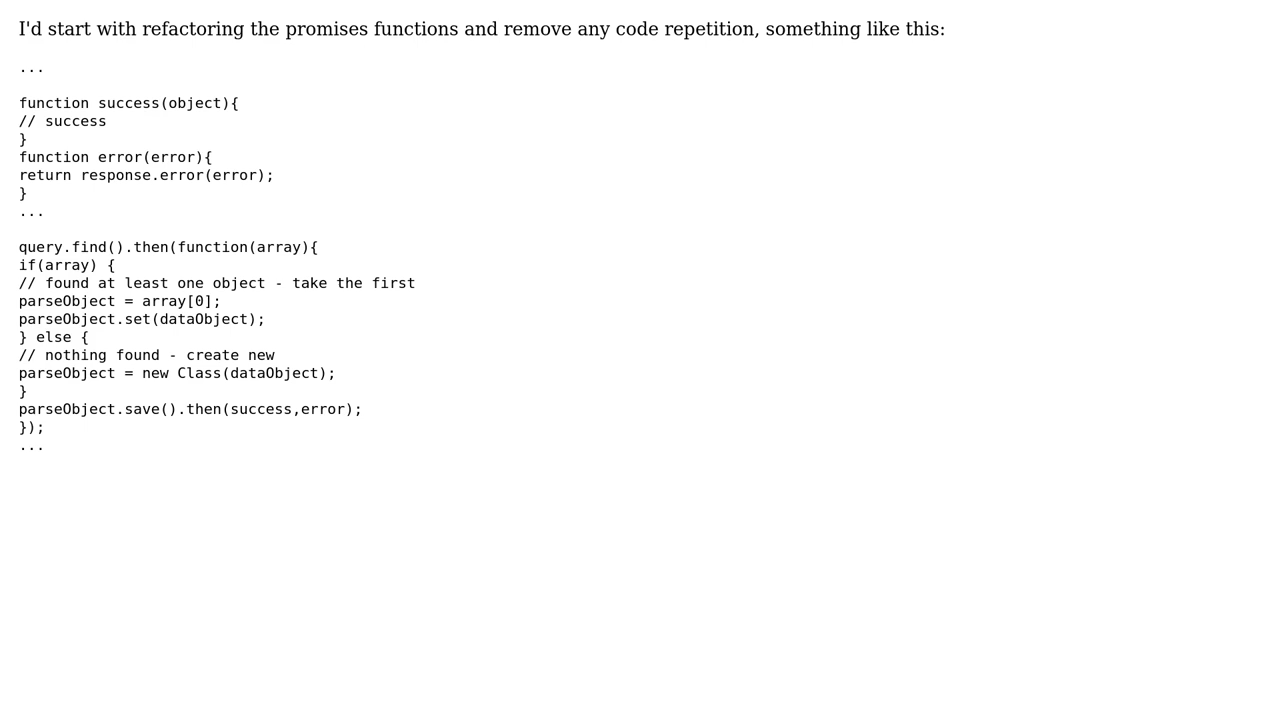 I'd start with refactoring the promises functions and remove any code repetition, something like this:
...
function success(object){
// success
}
function error(error){
return response.error(error);
}
...
query.find().then(function(array){
if(array) {
// found at least one object - take the first
parseObject = array[0];
parseObject.set(dataObject);
} else {
// nothing found - create new
parseObject = new Class(dataObject);
}
parseObject.save().then(success,error);
});
...